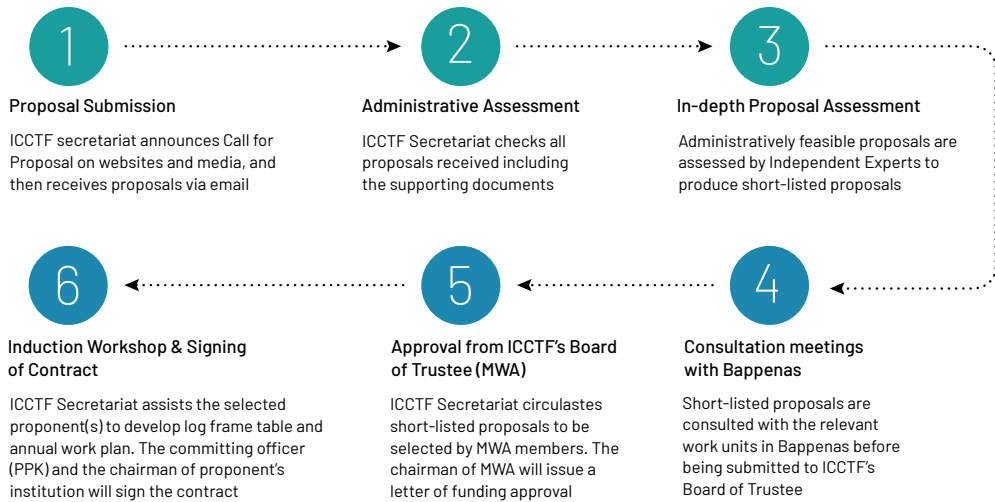 1
Proposal Submission
ICCTF secretariat announces Call for
Proposal on websites and media, and
then receives proposals via email
2
Administrative Assessment
ICCTF Secretariat checks all
proposals received including
the supporting documents
3
In-depth Proposal Assessment
Administratively feasible proposals are
assessed by Independent Experts to
produce short-listed proposals
4
Consultation meetings
with Bappenas
Short-listed proposals are
consulted with the relevant
work units in Bappenas before
being submitted to ICCTF's
Board of Trustee
5
Approval from ICCTF's Board
of Trustee (MWA)
ICCTF Secretariat circulastes
short-listed proposals to be
selected by MWA members. The
chairman of MWA will issue a
letter of funding approval
6
Induction Workshop & Signing
of Contract
ICCTF Secretariat assists the selected
proponent(s) to develop log frame table and
annual work plan. The committing officer
(PPK) and the chairman of proponent's
institution will sign the contract